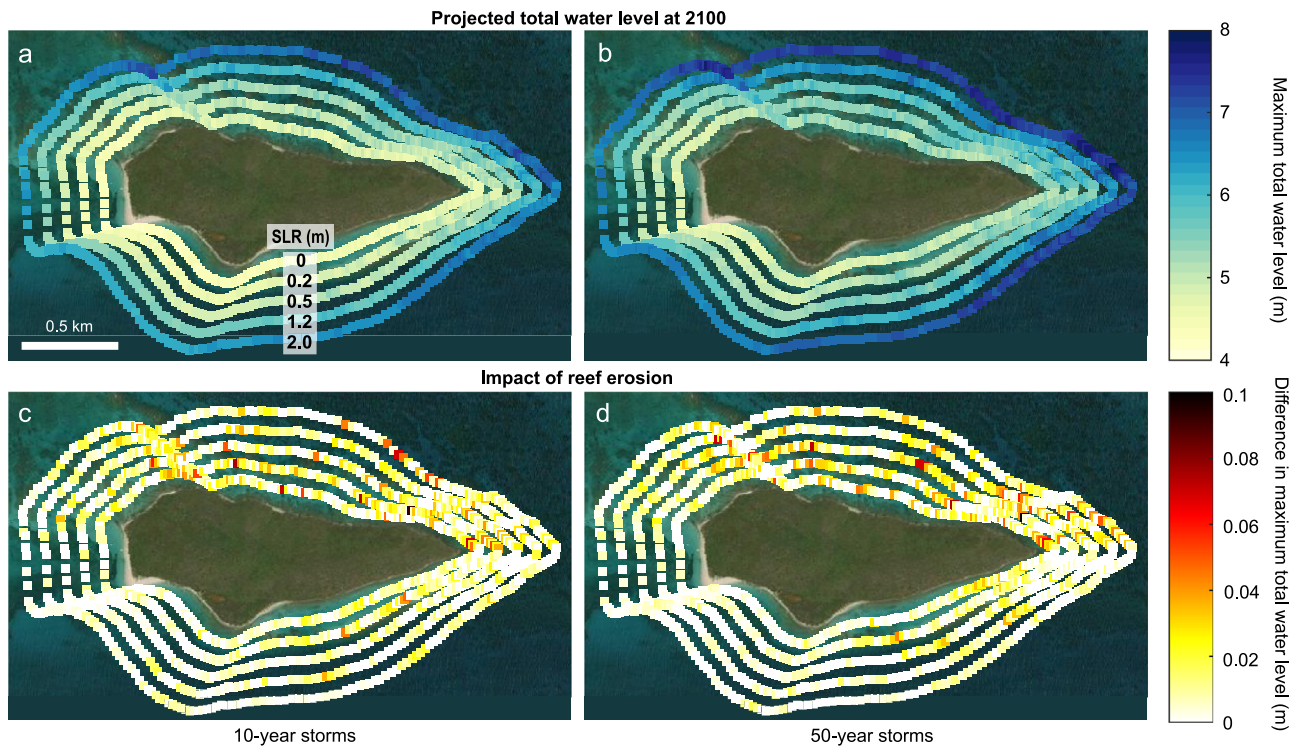 Projected total water level at 2100
a
b
SLR (m)
0
0.2
0.5
1.2
2.0
0.5 km
8
7
6
5
4
Maximum total water level (m)
Impact of reef erosion
c
d
0.1
0.08
0.06
0.04
0.02
0
Difference in maximum total water level (m)
10-year storms
50-year storms